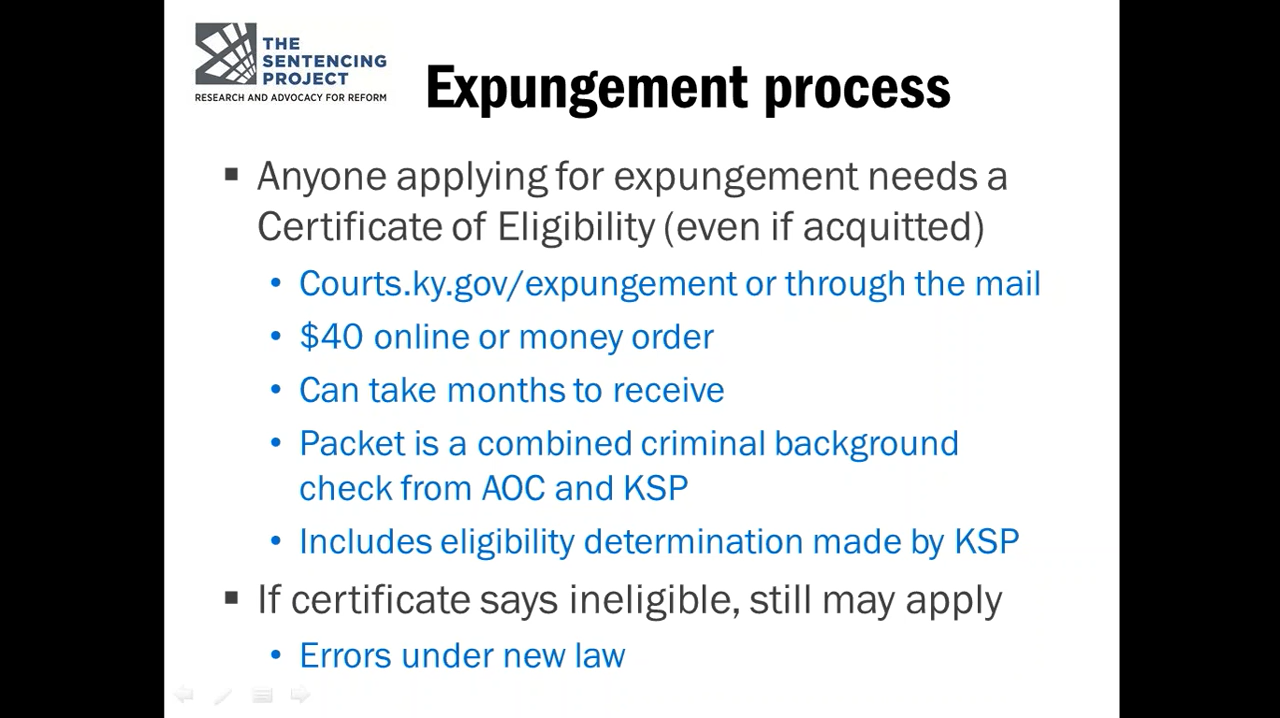 THE
SENTENCING
PROJECT
RESEARCH AND ADVOCACY FOR REFORM
Expungement process
▪ Anyone applying for expungement needs a
Certificate of Eligibility (even if acquitted)
• Courts.ky.gov/expungement or through the mail
• $40 online or money order
• Can take months to receive
• Packet is a combined criminal background
check from AOC and KSP
• Includes eligibility determination made by KSP
▪ If certificate says ineligible, still may apply
• Errors under new law